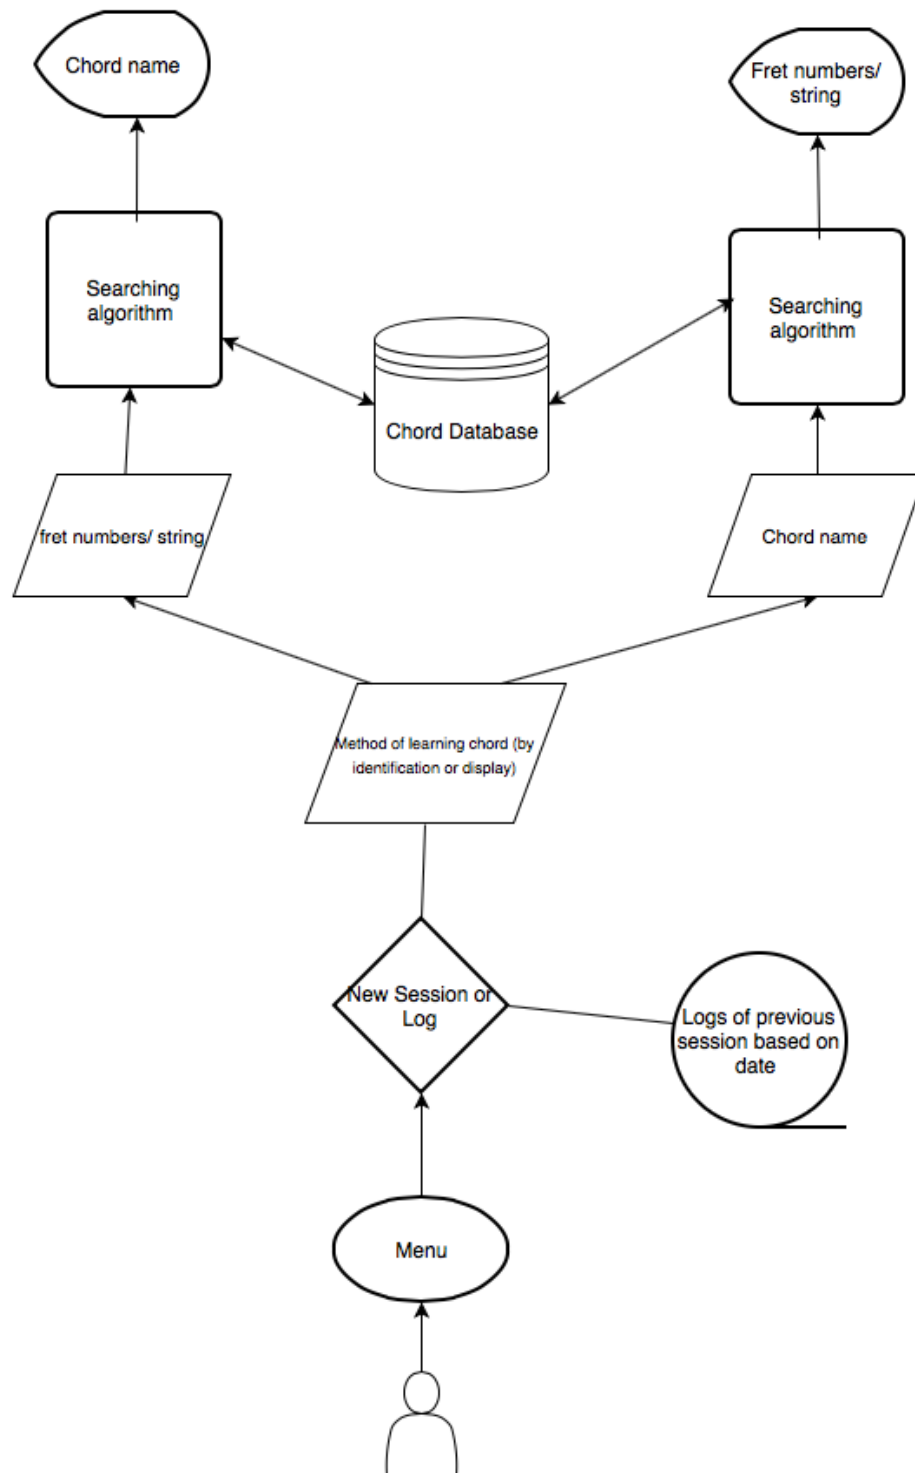 Chord name
Fret numbers/
string
Searching
algorithm
Searching
algorithm
Chord Database
fret numbers/ string
Chord name
Method of learning chord (by
identification or display)
New Session or
Log
Logs of previous
session based on
date
Menu